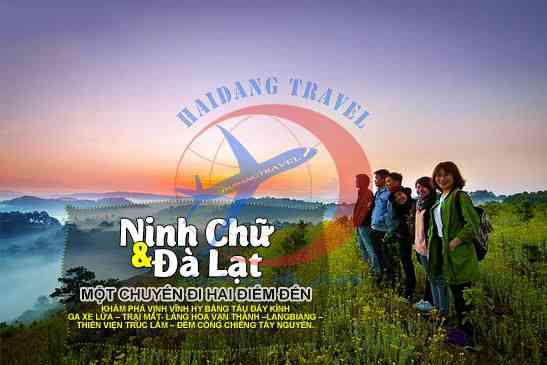 HAIDANG TRAVEL
HAIDANGTRAVEL
Ninh Chữ
& Đà Lạt
MỘT CHUYẾN ĐI HAI ĐIỂM ĐẾN
KHÁM PHÁ VỊNH VĨNH HY BẰNG TÀU ĐÁY KÍNH
GA XE LỬA – TRẠI MÁT- LÀNG HOA VẠN THÀNH –LANGBIANG –
THIỀN VIỆN TRÚC LÂM – ĐÊM CỒNG CHIÊNG TÂY NGUYÊN..